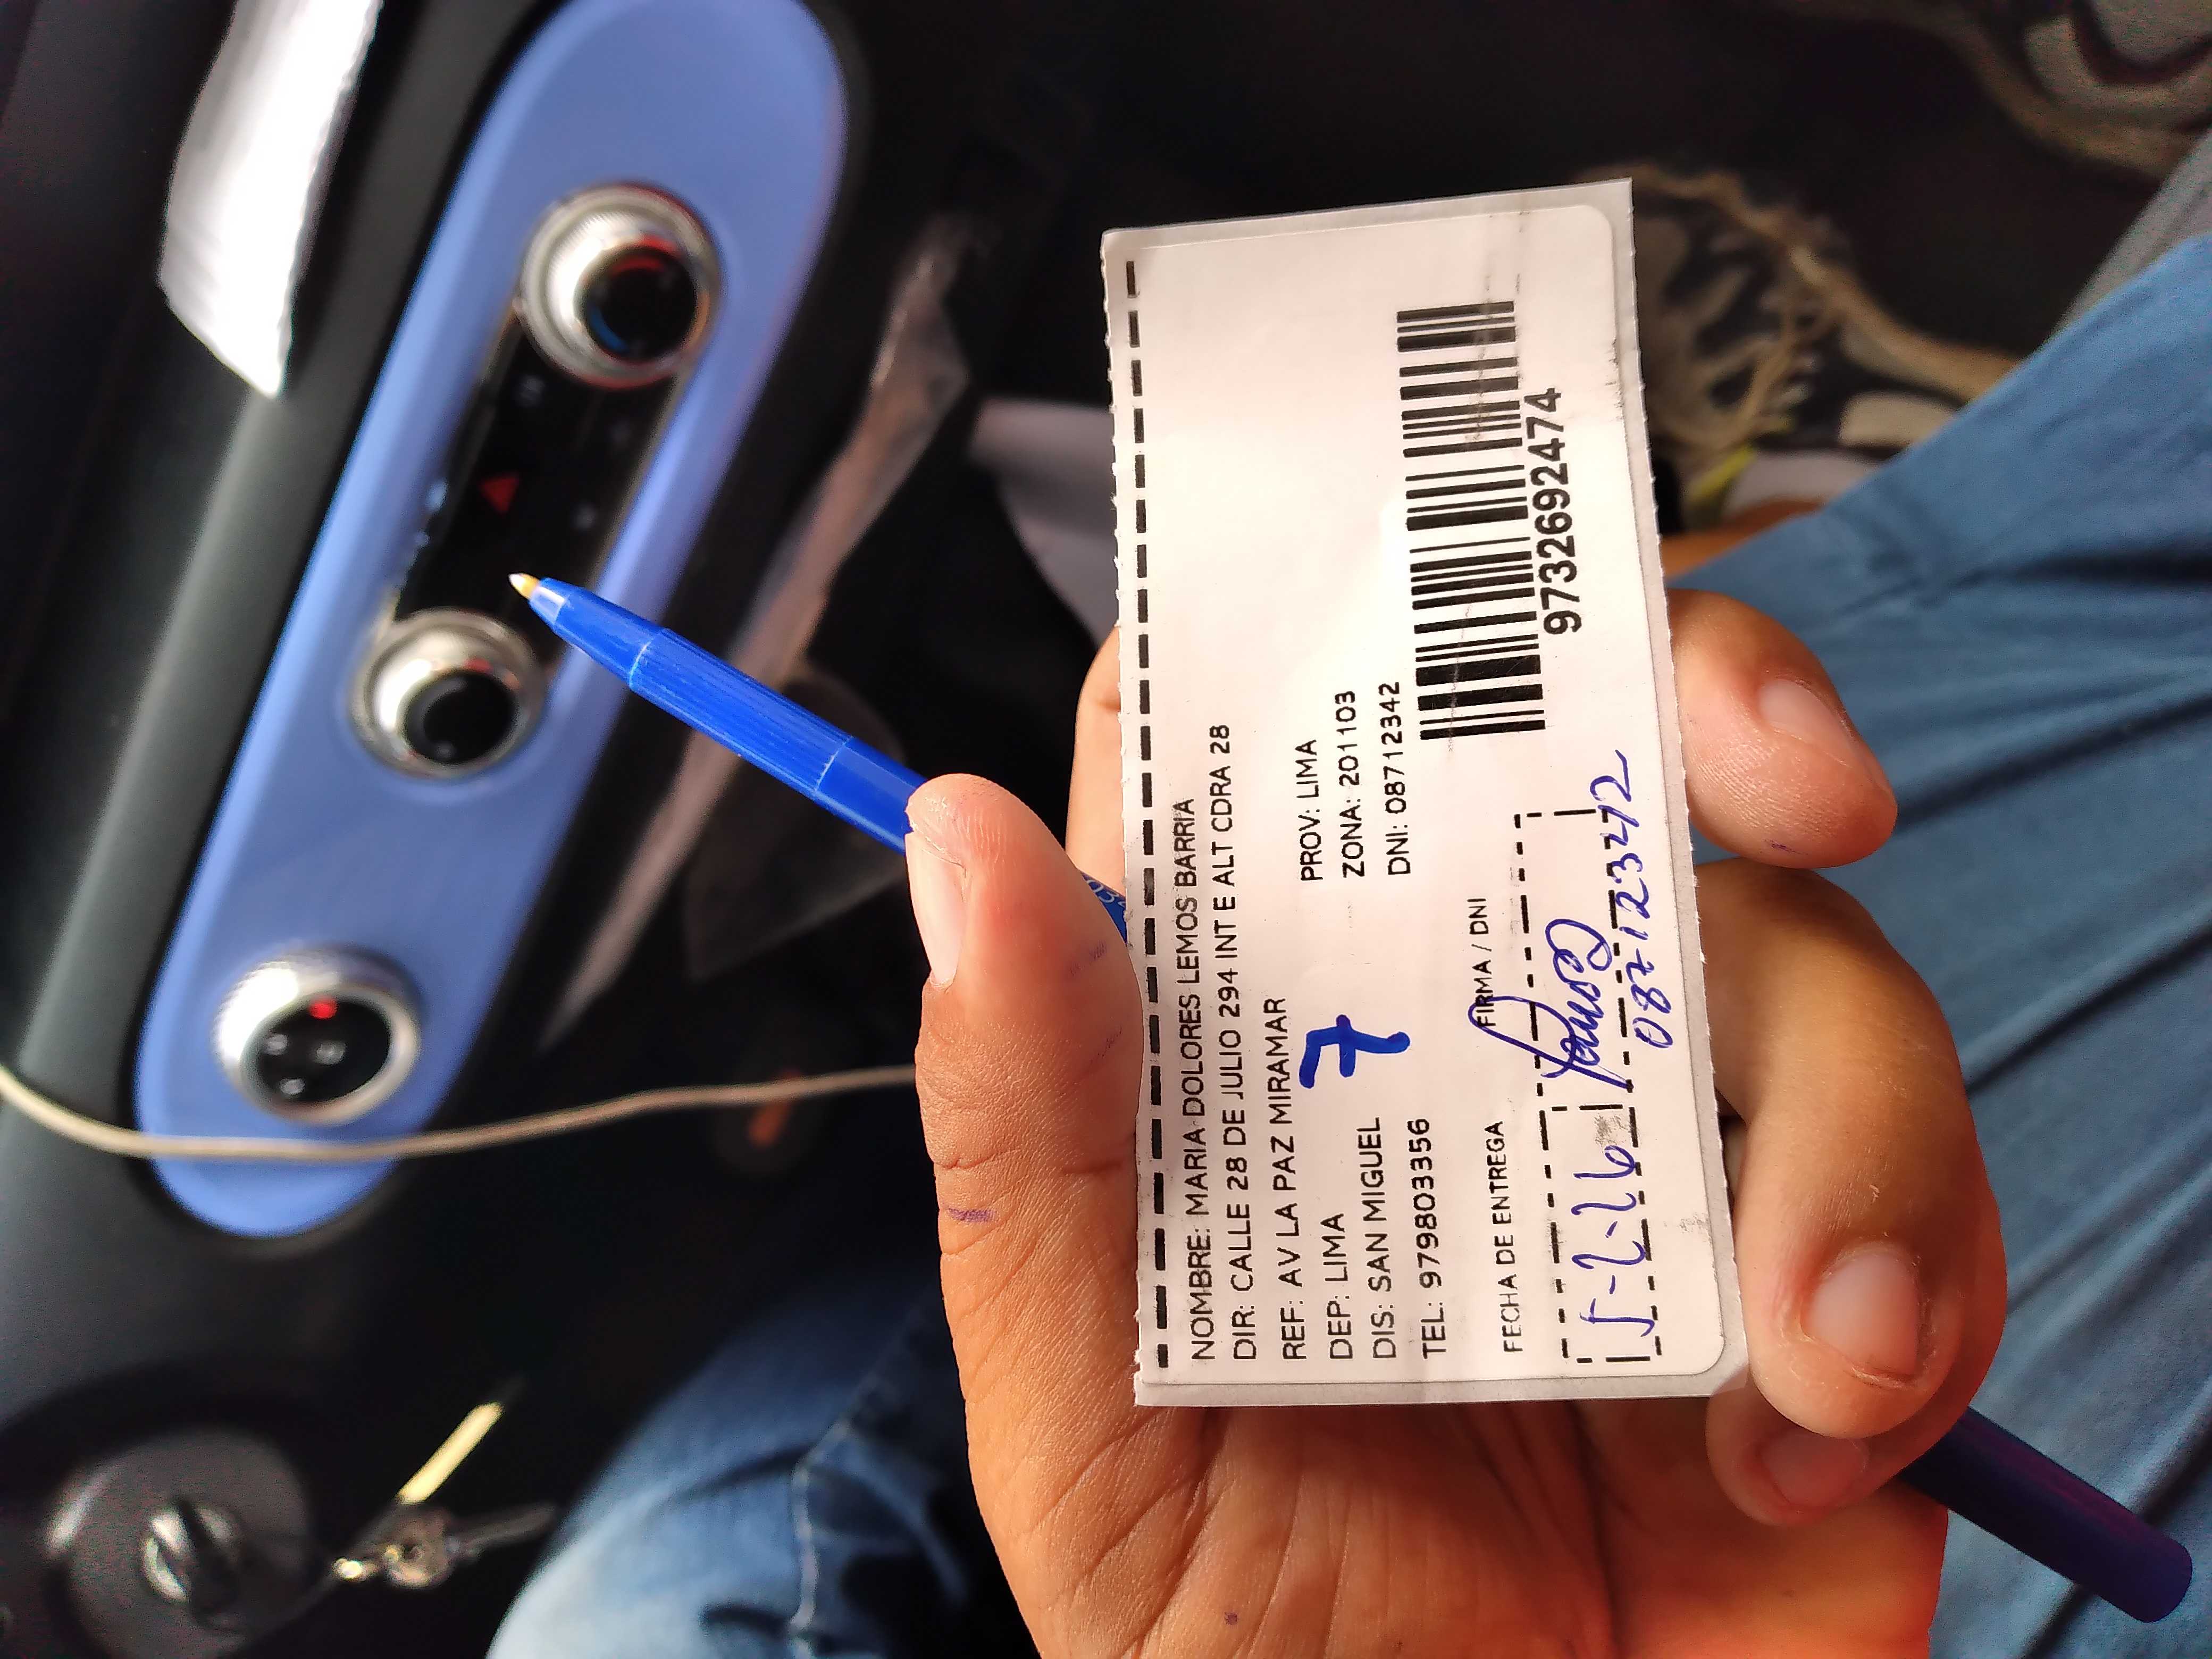 NOMBRE: MARIA DOLORES LEMOS BARRIA
DIR: CALLE 28 DE JULIO 294 INT E ALT CDRA 28
REF: AV LA PAZ MIRAMAR
DEP: LIMA PROV: LIMA
7
DIS: SAN MIGUEL ZONA: 201103
TEL: 979803356 DNI: 08712342
FECHA DE ENTREGA FIRMA / DNI
973269692474
5-2-26
08712342